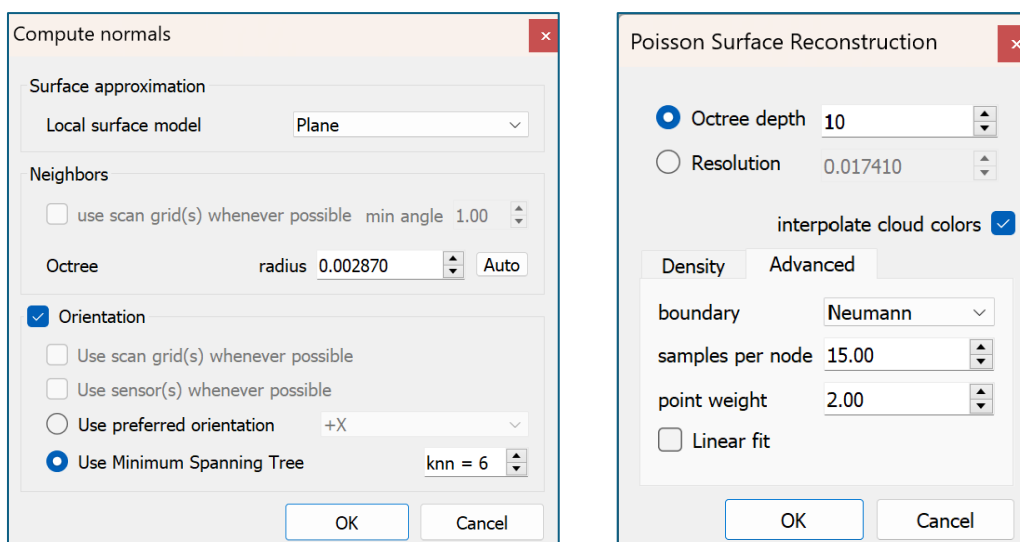 Compute normals
Surface approximation
Local surface model Plane
Neighbors
use scan grid(s) whenever possible min angle 1.00
Octree radius 0.002870 Auto
Orientation
Use scan grid(s) whenever possible
Use sensor(s) whenever possible
Use preferred orientation +X
Use Minimum Spanning Tree knn = 6
OK Cancel
Poisson Surface Reconstruction
Octree depth 10
Resolution 0.017410
interpolate cloud colors
Density Advanced
boundary Neumann
samples per node 15.00
point weight 2.00
Linear fit
OK Cancel